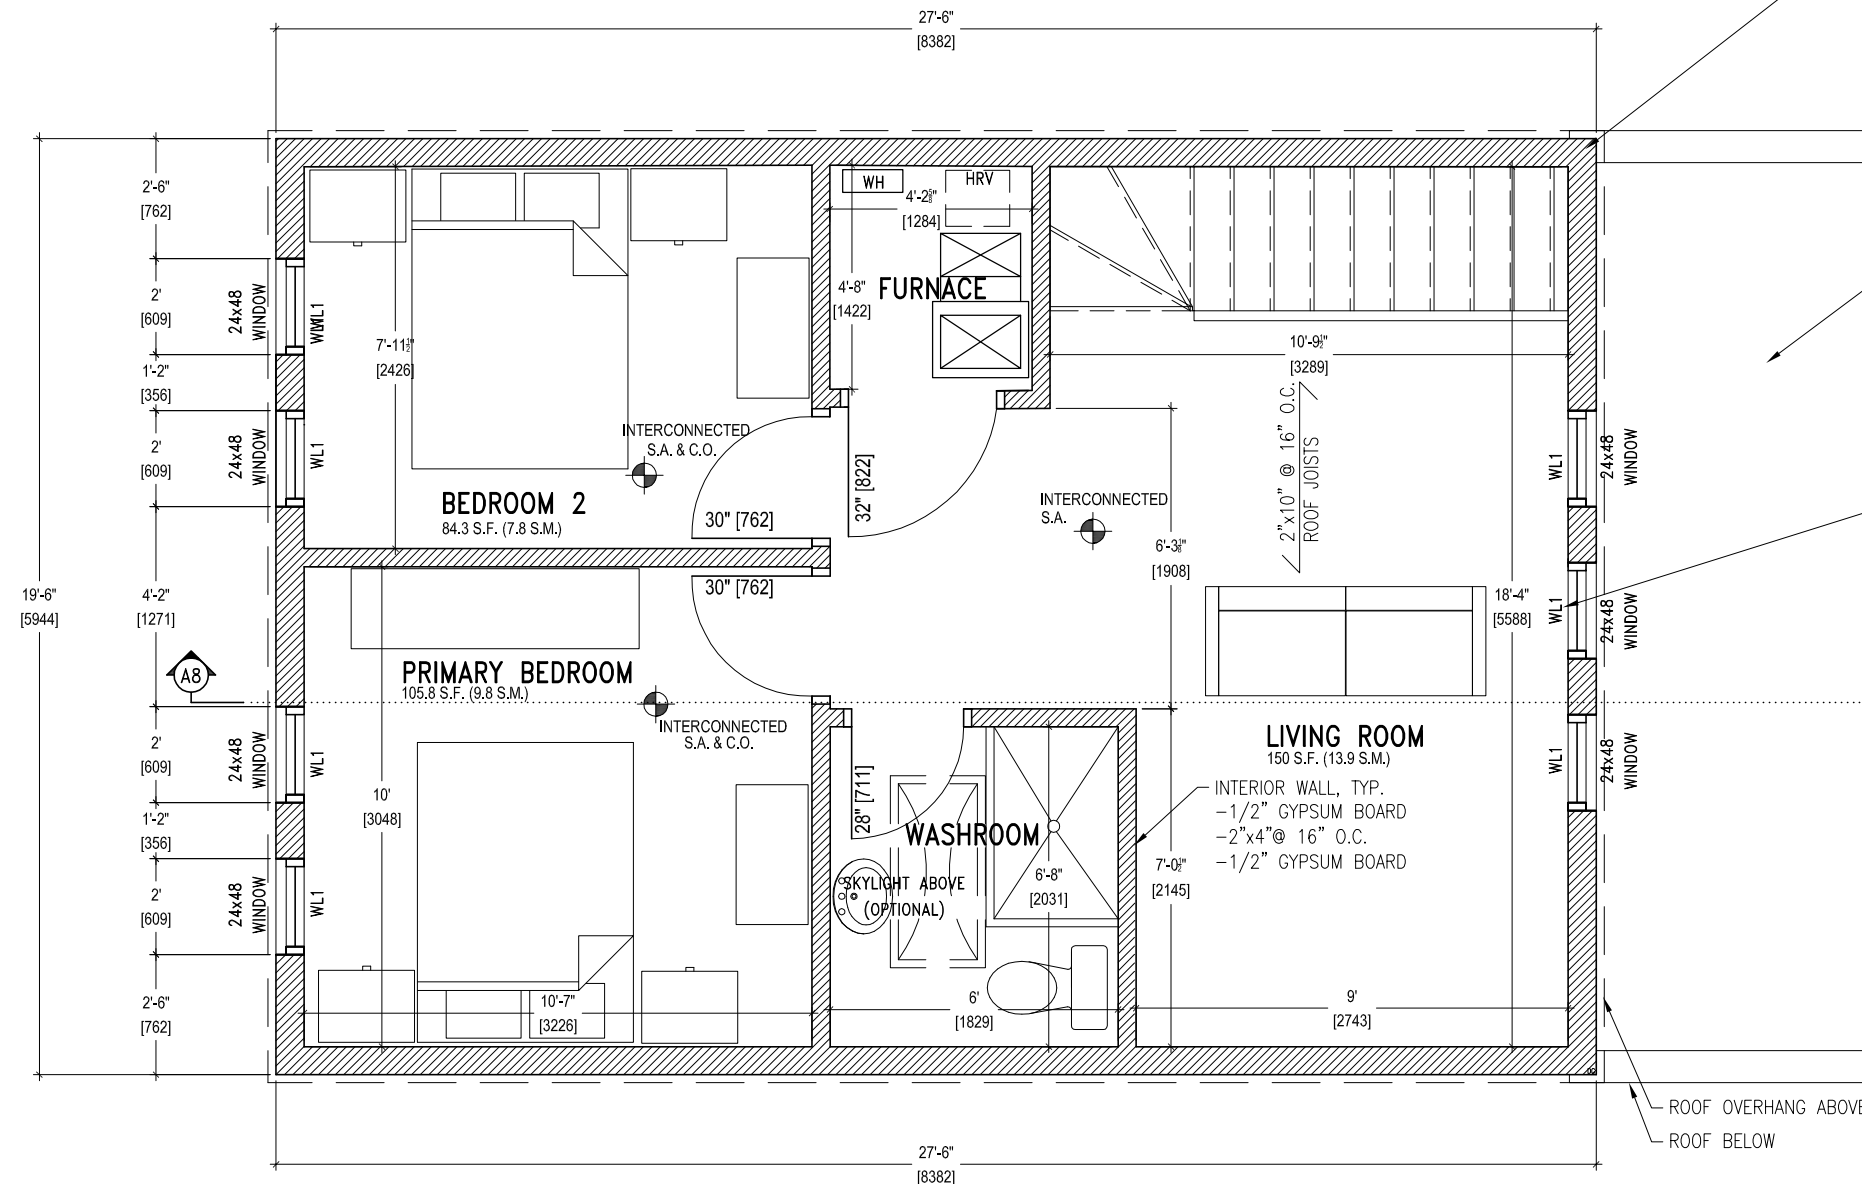 27'-6"
[8382]
2'-6"
[762]
2'
[609]
1'-2"
[356]
2'
[609]
19'-6"
[5944]
4'-2"
[1271]
A8
2'
[609]
1'-2"
[356]
2'
[609]
2'-6"
[762]
24x48
WINDOW
WL1
24x48
WINDOW
WL1
24x48
WINDOW
WL1
24x48
WINDOW
WL1
7'-11½"
[2426]
INTERCONNECTED
S.A. & C.O.
BEDROOM 2
84.3 S.F. (7.8 S.M.)
30" [762]
WH
HRV
4'-2⅝"
[1284]
FURNACE
4'-8"
[1422]
32" [822]
10'-9½"
[3289]
2"x10" @ 16" O.C.
ROOF JOISTS
INTERCONNECTED
S.A.
6'-3⅛"
[1908]
18'-4"
[5588]
WL1
24x48
WINDOW
WL1
24x48
WINDOW
WL1
24x48
WINDOW
30" [762]
PRIMARY BEDROOM
105.8 S.F. (9.8 S.M.)
INTERCONNECTED
S.A. & C.O.
10'
[3048]
10'-7"
[3226]
28" [711]
WASHROOM
SKYLIGHT ABOVE
(OPTIONAL)
6'-8"
[2031]
6'
[1829]
LIVING ROOM
150 S.F. (13.9 S.M.)
INTERIOR WALL, TYP.
-1/2" GYPSUM BOARD
-2"x4"@ 16" O.C.
-1/2" GYPSUM BOARD
7'-0½"
[2145]
9'
[2743]
ROOF OVERHANG ABOVE
ROOF BELOW
27'-6"
[8382]